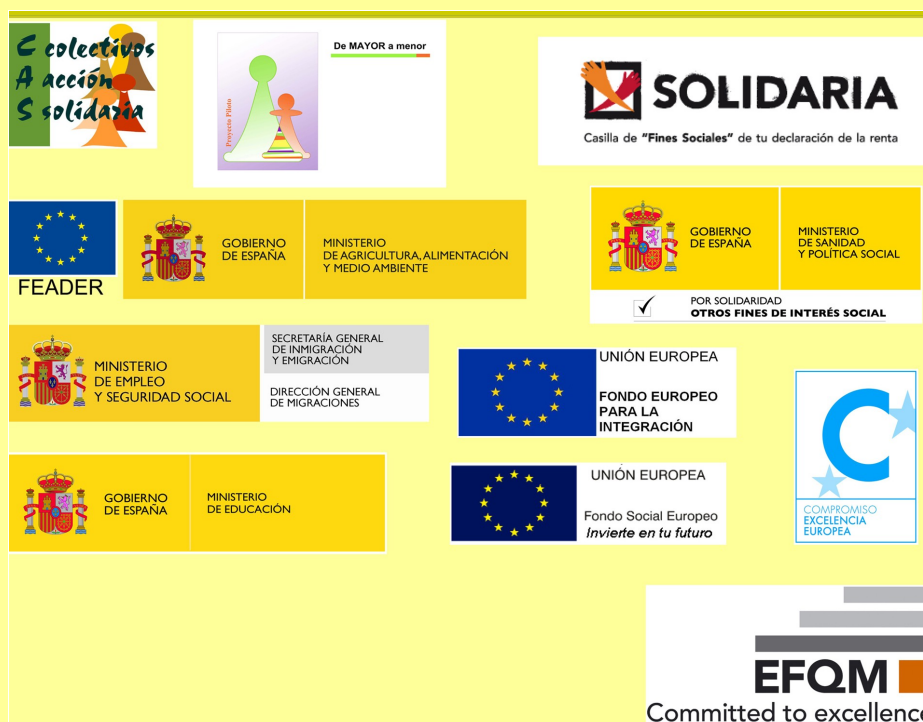 C colectivos
A acción
S solidaria
De MAYOR a menor
Proyecto Piloto
X SOLIDARIA
Casilla de "Fines Sociales" de tu declaración de la renta
FEADER
GOBIERNO
DE ESPAÑA
MINISTERIO
DE AGRICULTURA, ALIMENTACIÓN
Y MEDIO AMBIENTE
GOBIERNO
DE ESPAÑA
MINISTERIO
DE SANIDAD
Y POLÍTICA SOCIAL
POR SOLIDARIDAD
OTROS FINES DE INTERÉS SOCIAL
MINISTERIO
DE EMPLEO
Y SEGURIDAD SOCIAL
SECRETARÍA GENERAL
DE INMIGRACIÓN
Y EMIGRACIÓN
DIRECCIÓN GENERAL
DE MIGRACIONES
UNIÓN EUROPEA
FONDO EUROPEO
PARA LA
INTEGRACIÓN
GOBIERNO
DE ESPAÑA
MINISTERIO
DE EDUCACIÓN
UNIÓN EUROPEA
Fondo Social Europeo
Invierte en tu futuro
C
COMPROMISO
EXCELENCIA
EUROPEA
EFQM
Committed to excellence